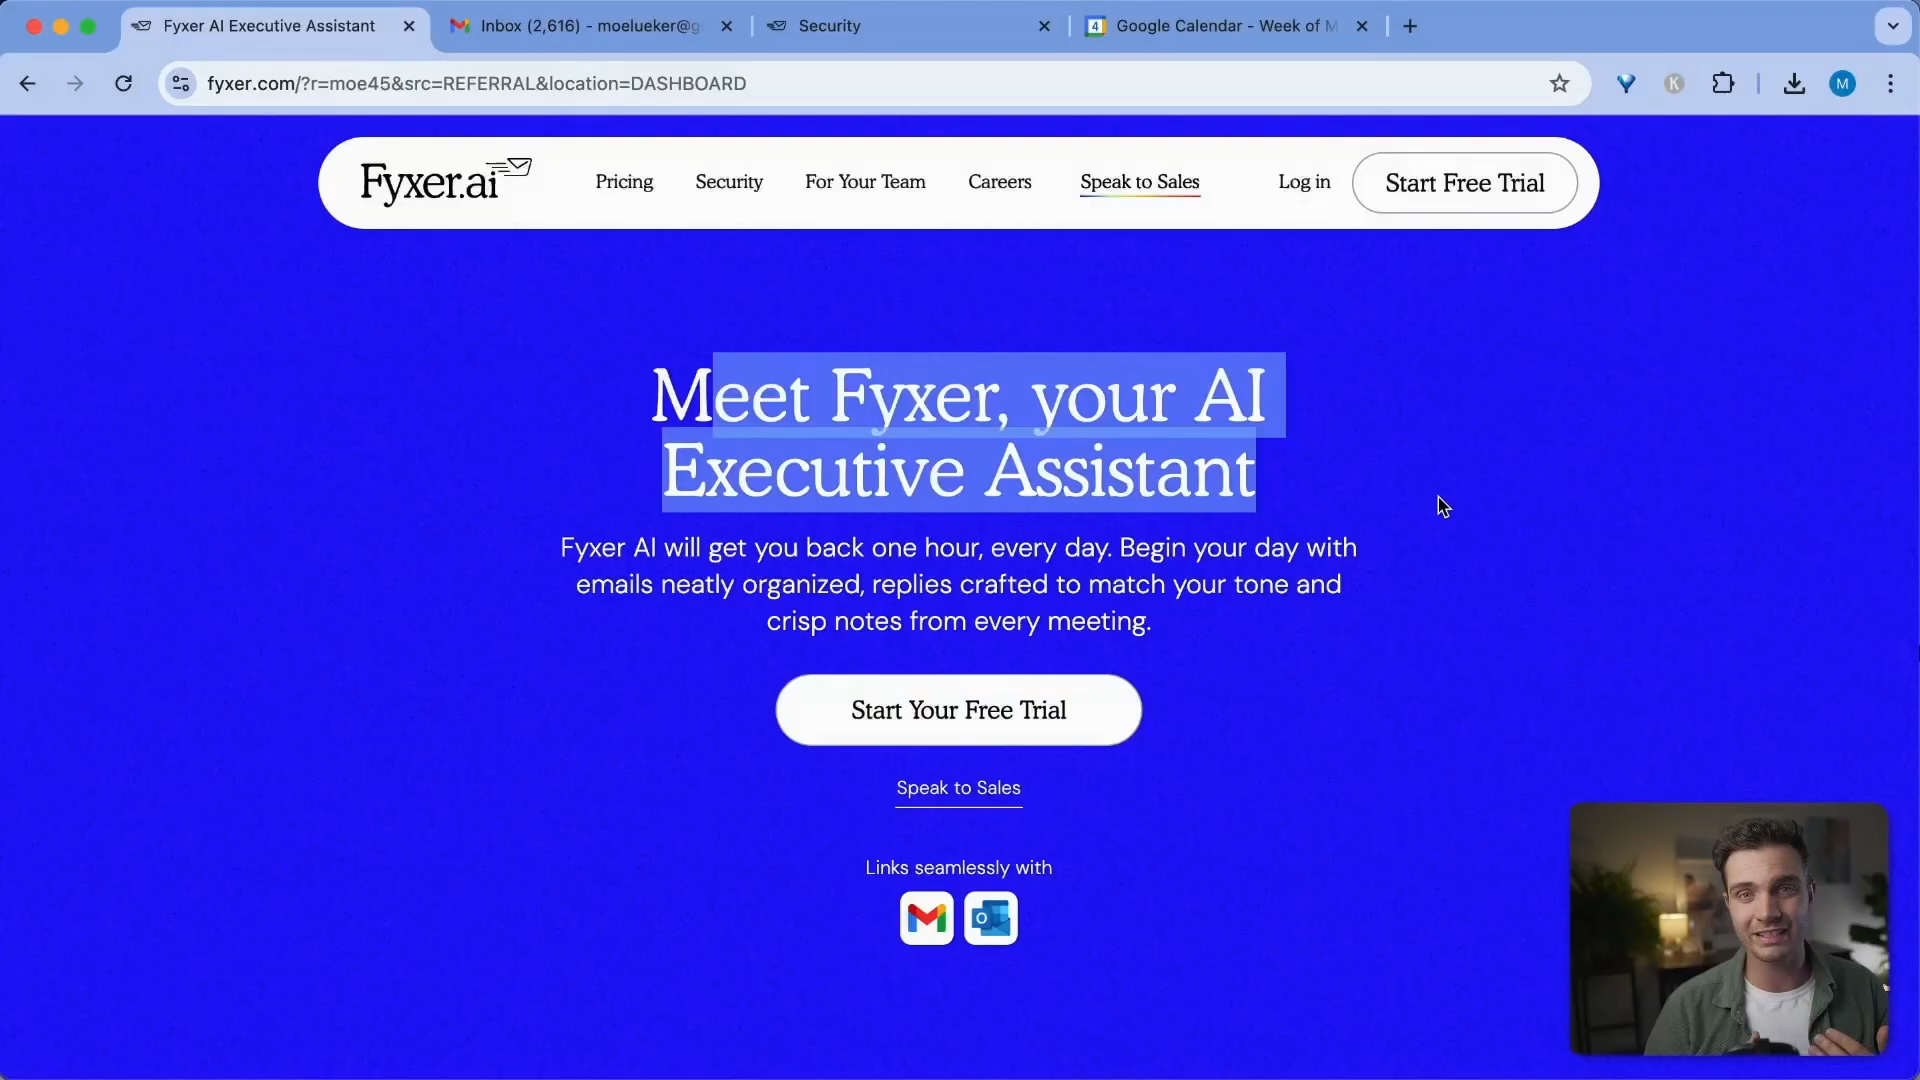 Fyxer AI Executive Assistant
Inbox (2,616) - moelueker@g
Security
Google Calendar - Week of M
fyxer.com/?r=moe45&src=REFERRAL&location=DASHBOARD
K
M
Fyxer.ai
Pricing
Security
For Your Team
Careers
Speak to Sales
Log in
Start Free Trial
Meet Fyxer, your AI
Executive Assistant
Fyxer AI will get you back one hour, every day. Begin your day with
emails neatly organized, replies crafted to match your tone and
crisp notes from every meeting.
Start Your Free Trial
Speak to Sales
Links seamlessly with